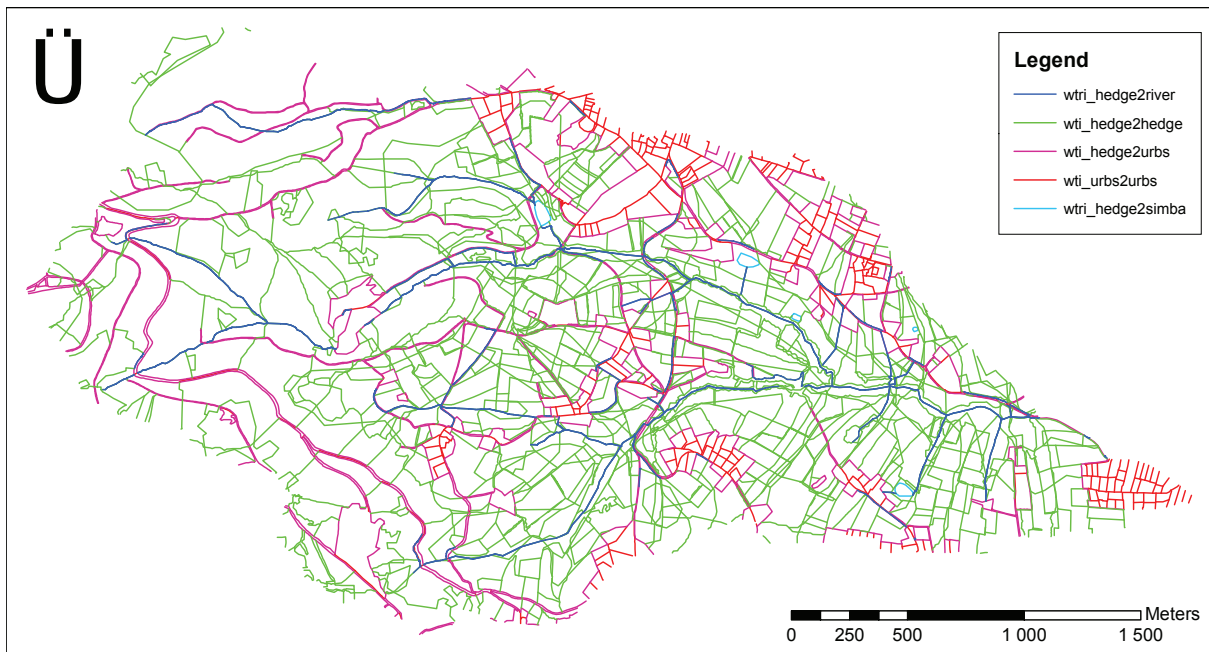 Ü
Legend
wtri_hedge2river
wti_hedge2hedge
wti_hedge2urbs
wti_urbs2urbs
wtri_hedge2simba
Meters
0 250 500 1 000 1 500